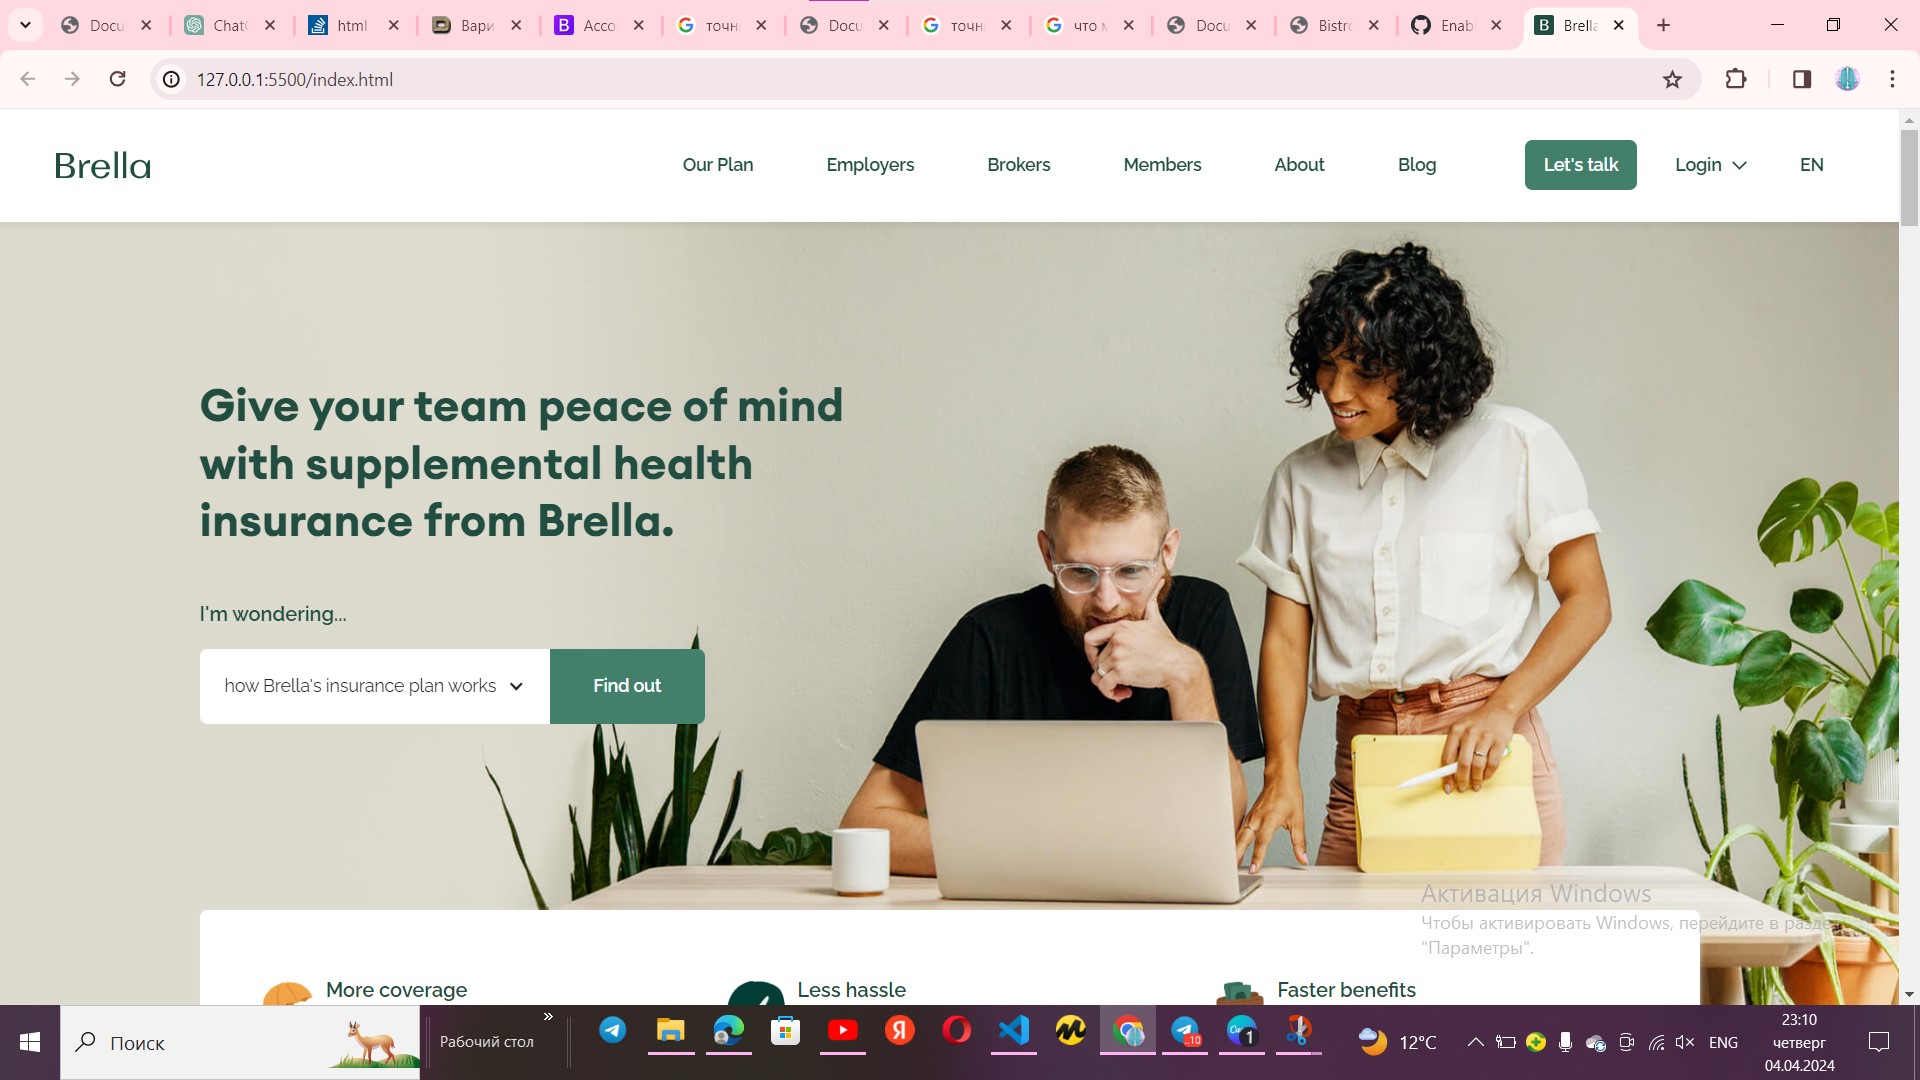 Docu
ChatG
html
Вари
Acco
точн
Docu
точн
что м
Docu
Bistro
Enabl
Brella
127.0.0.1:5500/index.html
Brella
Our Plan
Employers
Brokers
Members
About
Blog
Let's talk
Login
EN
Give your team peace of mind
with supplemental health
insurance from Brella.
I'm wondering...
how Brella's insurance plan works
Find out
Активация Windows
Чтобы активировать Windows, перейдите в разде
"Параметры".
More coverage
Less hassle
Faster benefits
Поиск
Рабочий стол
12°C
ENG
23:10
четверг
04.04.2024